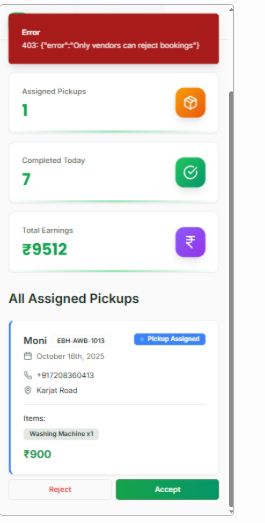 Error
403: {"error":"Only vendors can reject bookings"}
Assigned Pickups
1
Completed Today
7
Total Earnings
₹9512
All Assigned Pickups
Moni EBH-AWB-1013 Pickup Assigned
October 16th, 2025
+917208360413
Karjat Road
Items:
Washing Machine x1
₹900
Reject Accept